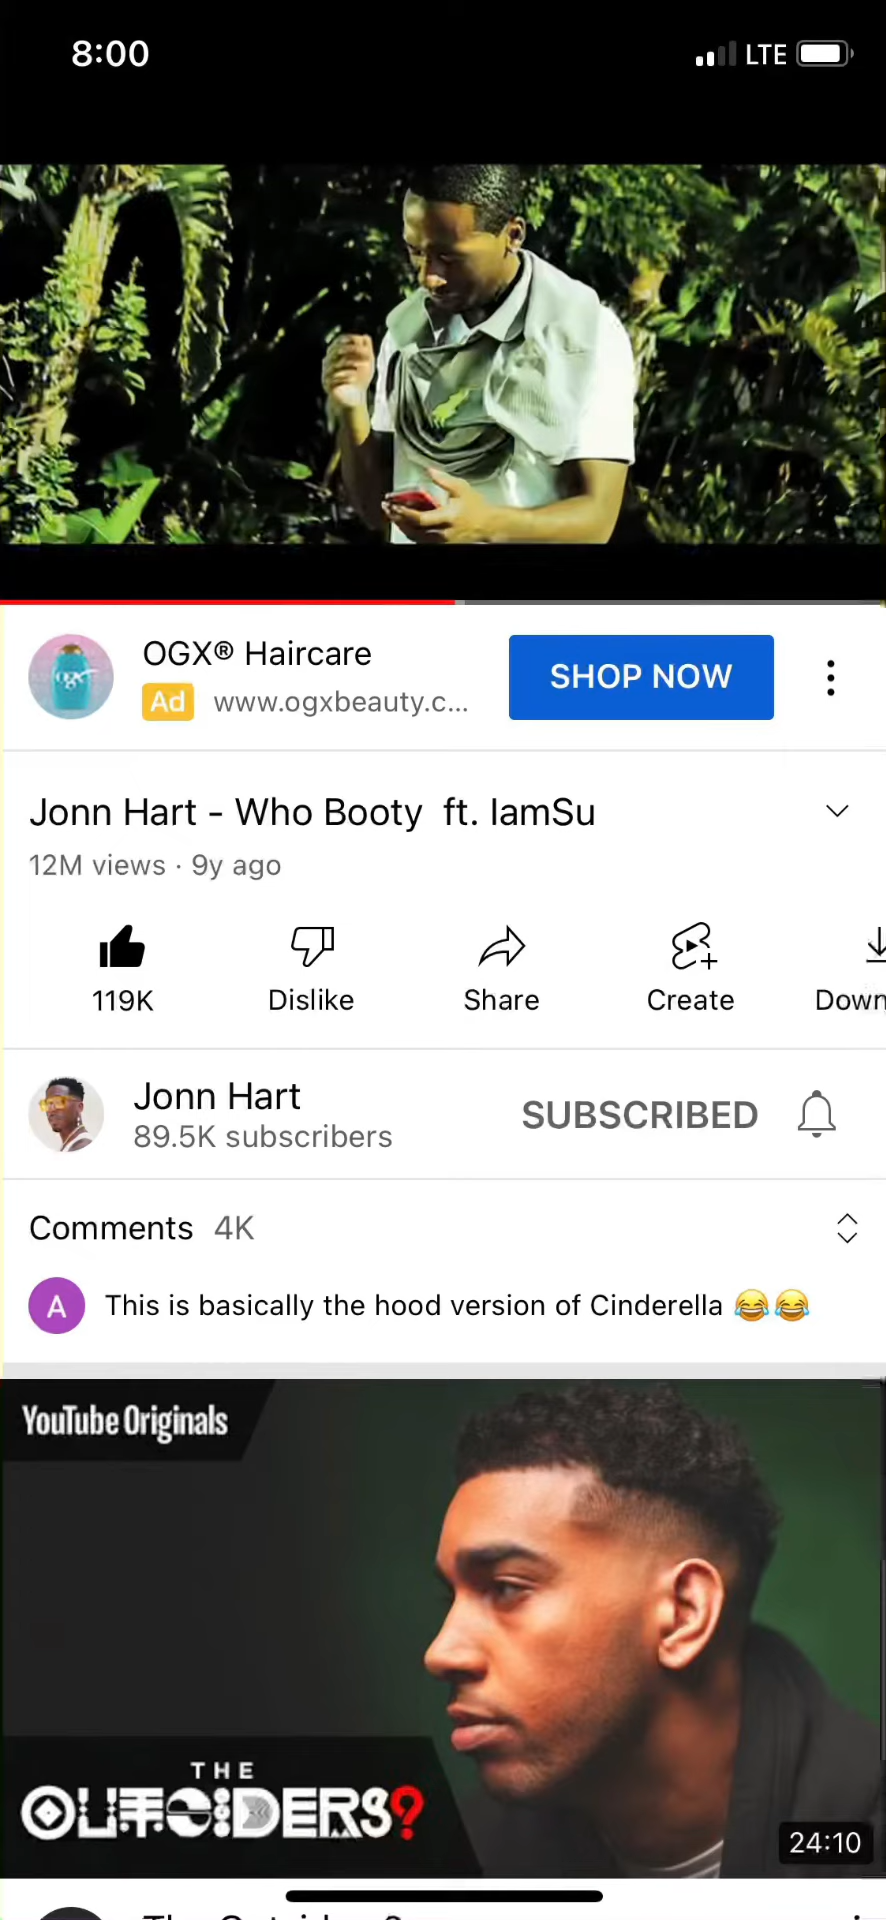 8:00
LTE
OGX® Haircare
Ad www.ogxbeauty.c...
SHOP NOW
Jonn Hart - Who Booty ft. IamSu
12M views · 9y ago
119K
Dislike
Share
Create
Down
Jonn Hart
89.5K subscribers
SUBSCRIBED
Comments 4K
A
This is basically the hood version of Cinderella 😂😂
YouTube Originals
THE
OUTSIDERS?
24:10